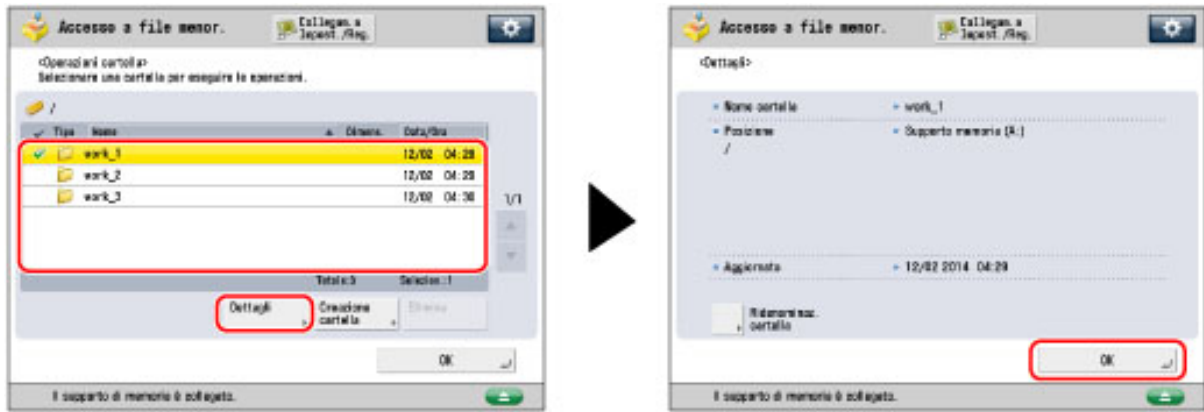 Accesso a file memor.
Collegam. a
Impost./Reg.
<Operazioni cartella>
Selezionare una cartella per eseguire le operazioni.
/
Tipo Nome Dimens. Data/Ora
work_1 12/02 04:29
work_2 12/02 04:29
work_3 12/02 04:30
1/1
Totale:3 Selezion.:1
Dettagli
Creazione
cartella
Elimina
OK
Il supporto di memoria è collegato.
Accesso a file memor.
Collegam. a
Impost./Reg.
<Dettagli>
Nome cartella work_1
Posizione Supporto memoria (A:)
/
Aggiornato 12/02 2014 04:29
Ridenominaz.
cartella
OK
Il supporto di memoria è collegato.